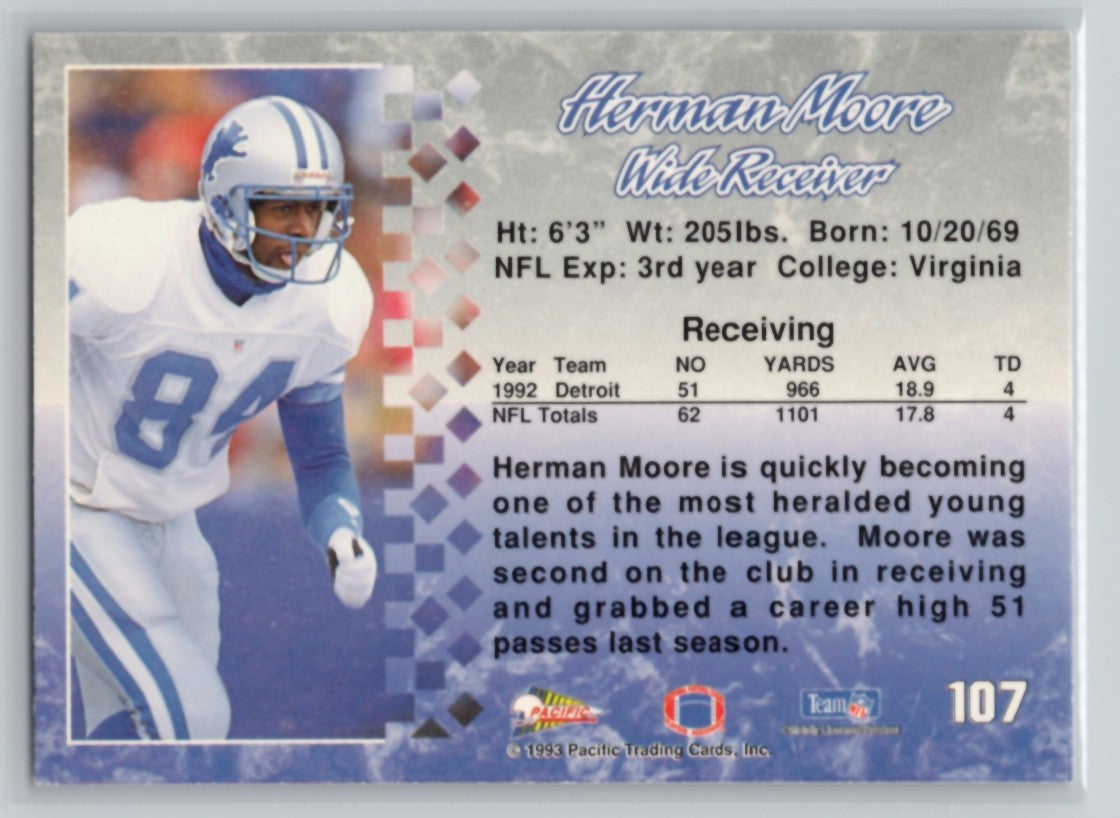 Herman Moore
Wide Receiver
Ht: 6'3" Wt: 205lbs. Born: 10/20/69
NFL Exp: 3rd year College: Virginia
Receiving
Year Team NO YARDS AVG TD
1992 Detroit 51 966 18.9 4
NFL Totals 62 1101 17.8 4
Herman Moore is quickly becoming
one of the most heralded young
talents in the league. Moore was
second on the club in receiving
and grabbed a career high 51
passes last season.
84
PACIFIC
Team NFL
107
© 1993 Pacific Trading Cards, Inc.